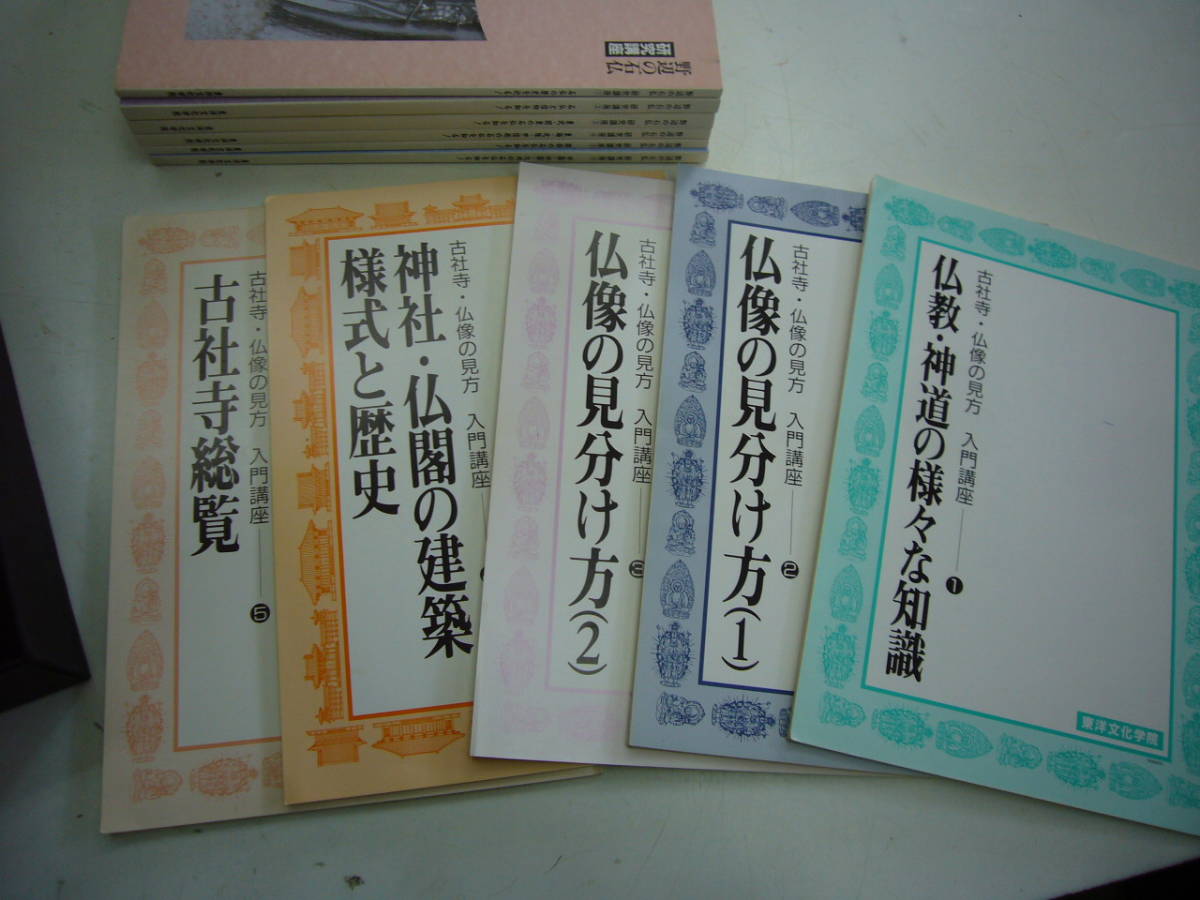 野辺の石仏
研究講座
古社寺・仏像の見方 入門講座 1
仏教・神道の様々な知識
東洋文化学院
古社寺・仏像の見方 入門講座 2
仏像の見分け方(1)
古社寺・仏像の見方 入門講座 3
仏像の見分け方(2)
古社寺・仏像の見方 入門講座
神社・仏閣の建築
様式と歴史
古社寺・仏像の見方 入門講座 5
古社寺総覧